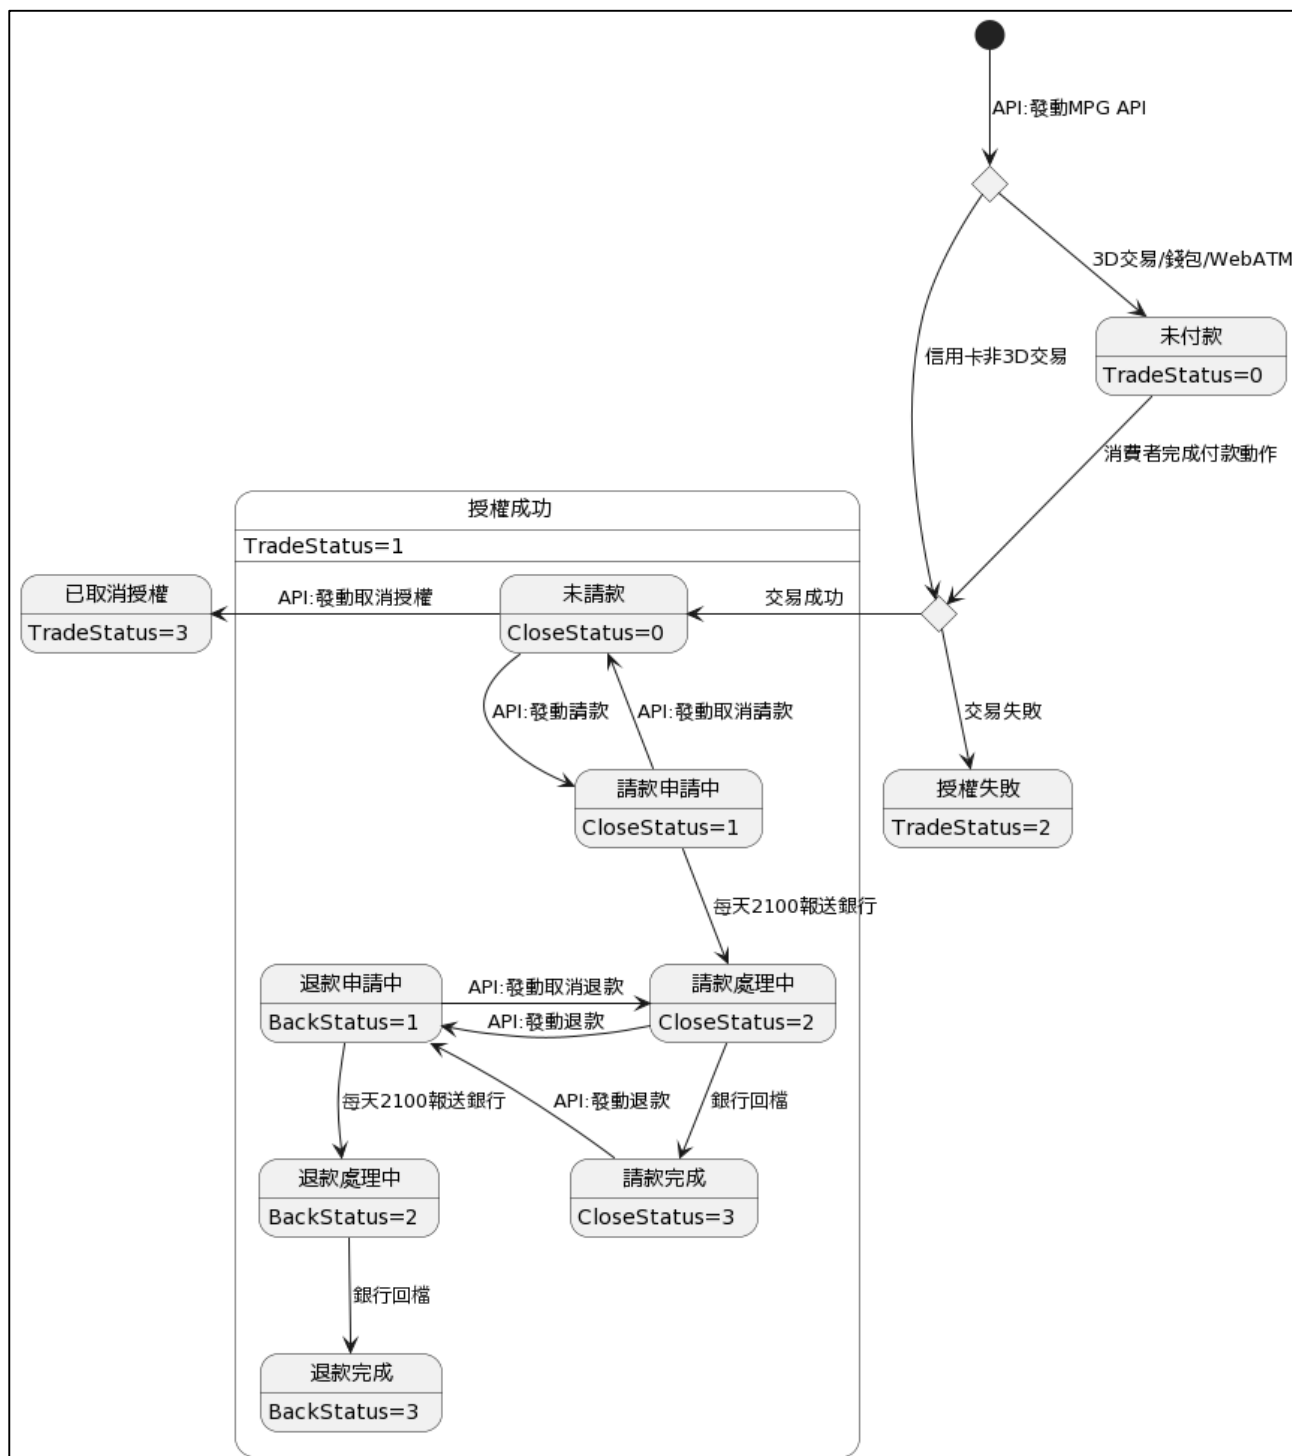 API:發動MPG API
3D交易/錢包/WebATM
未付款
TradeStatus=0
信用卡非3D交易
消費者完成付款動作
授權成功
TradeStatus=1
已取消授權
TradeStatus=3
API:發動取消授權
未請款
CloseStatus=0
交易成功
API:發動請款
API:發動取消請款
交易失敗
請款申請中
CloseStatus=1
授權失敗
TradeStatus=2
每天2100報送銀行
退款申請中
BackStatus=1
API:發動取消退款
API:發動退款
請款處理中
CloseStatus=2
每天2100報送銀行
API:發動退款
銀行回檔
退款處理中
BackStatus=2
請款完成
CloseStatus=3
銀行回檔
退款完成
BackStatus=3